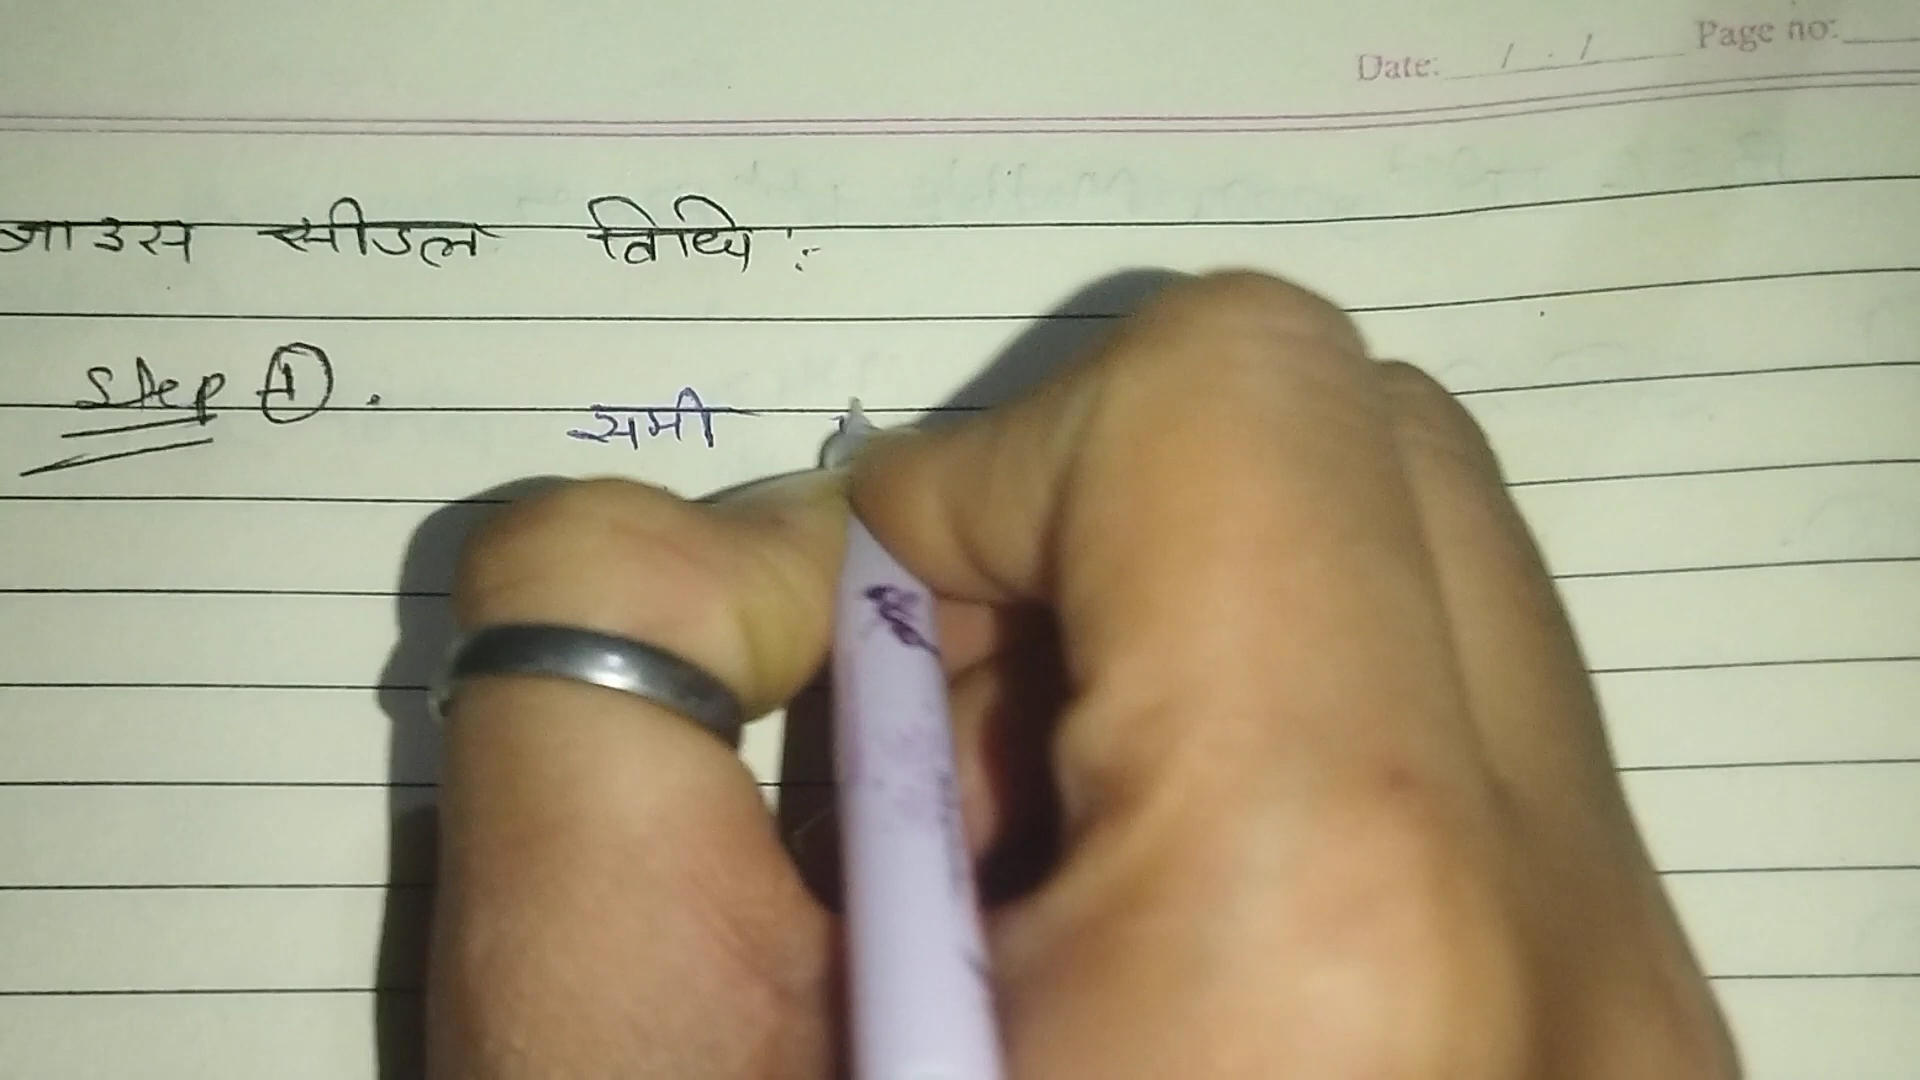 Date: / / Page no:
गाउस सीडल विधि :-
Step ①.
सभी